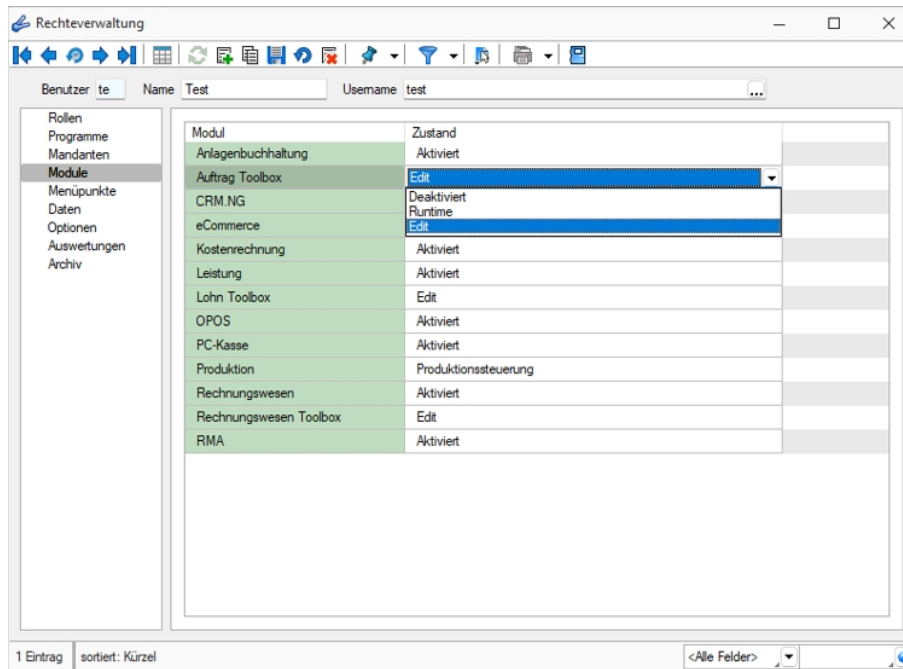 Rechteverwaltung
Benutzer te Name Test Username test ...
Rollen
Programme
Mandanten
Module
Menüpunkte
Daten
Optionen
Auswertungen
Archiv
Modul Zustand
Anlagenbuchhaltung Aktiviert
Auftrag Toolbox Edit
CRM.NG Deaktiviert
Runtime
eCommerce Edit
Kostenrechnung Aktiviert
Leistung Aktiviert
Lohn Toolbox Edit
OPOS Aktiviert
PC-Kasse Aktiviert
Produktion Produktionssteuerung
Rechnungswesen Aktiviert
Rechnungswesen Toolbox Edit
RMA Aktiviert
1 Eintrag sortiert: Kürzel <Alle Felder>